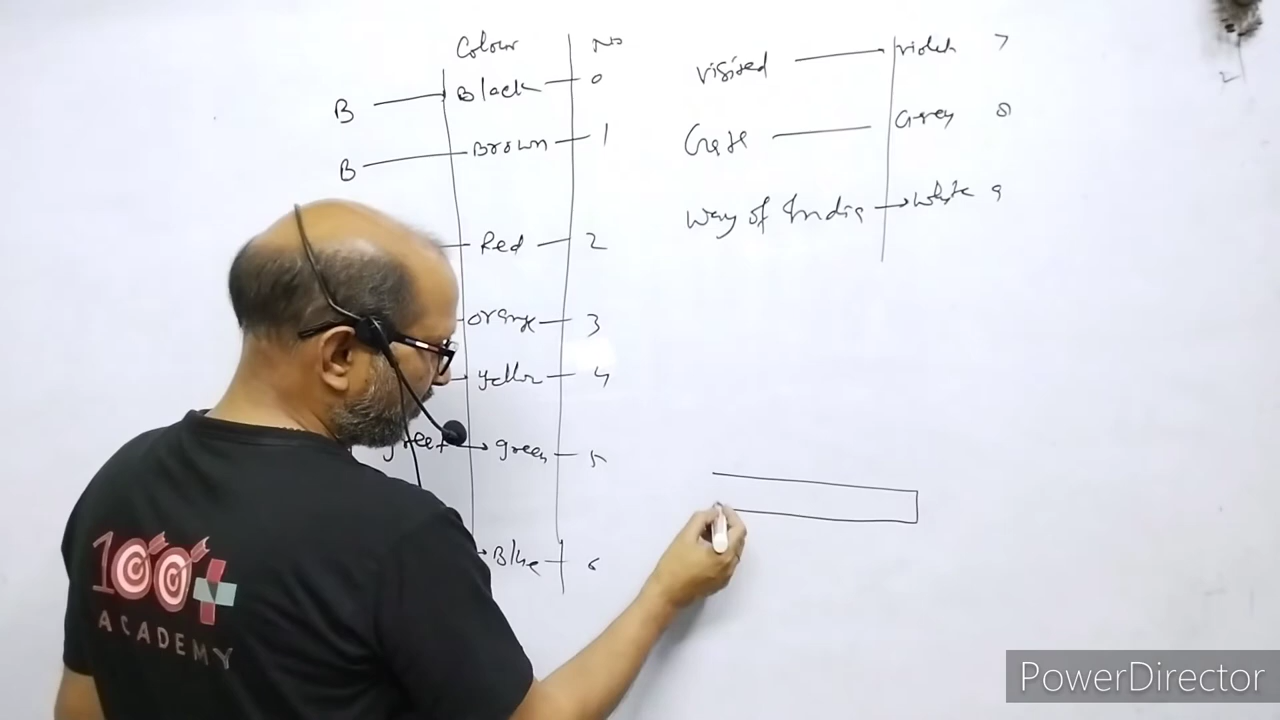 Colour No
B Black 0
B Brown 1
Red 2
Orange 3
Yellow 4
greet green 5
Blue 6
visited violet 7
Gate Grey 8
Way of India white 9
100+
ACADEMY
PowerDirector